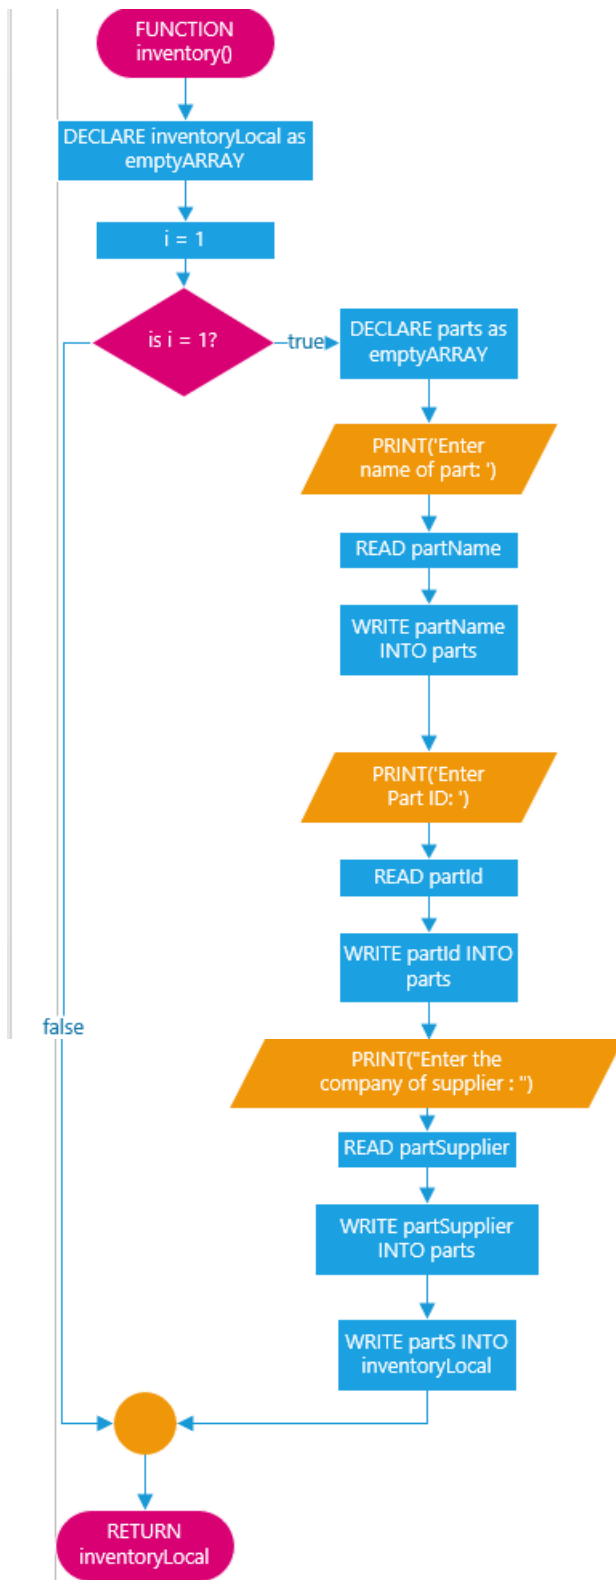 FUNCTION
inventory()
DECLARE inventoryLocal as
emptyARRAY
i = 1
is i = 1?
true
DECLARE parts as
emptyARRAY
PRINT('Enter
name of part: ')
READ partName
WRITE partName
INTO parts
PRINT('Enter
Part ID: ')
READ partId
WRITE partId INTO
parts
false
PRINT("Enter the
company of supplier : ")
READ partSupplier
WRITE partSupplier
INTO parts
WRITE partS INTO
inventoryLocal
RETURN
inventoryLocal